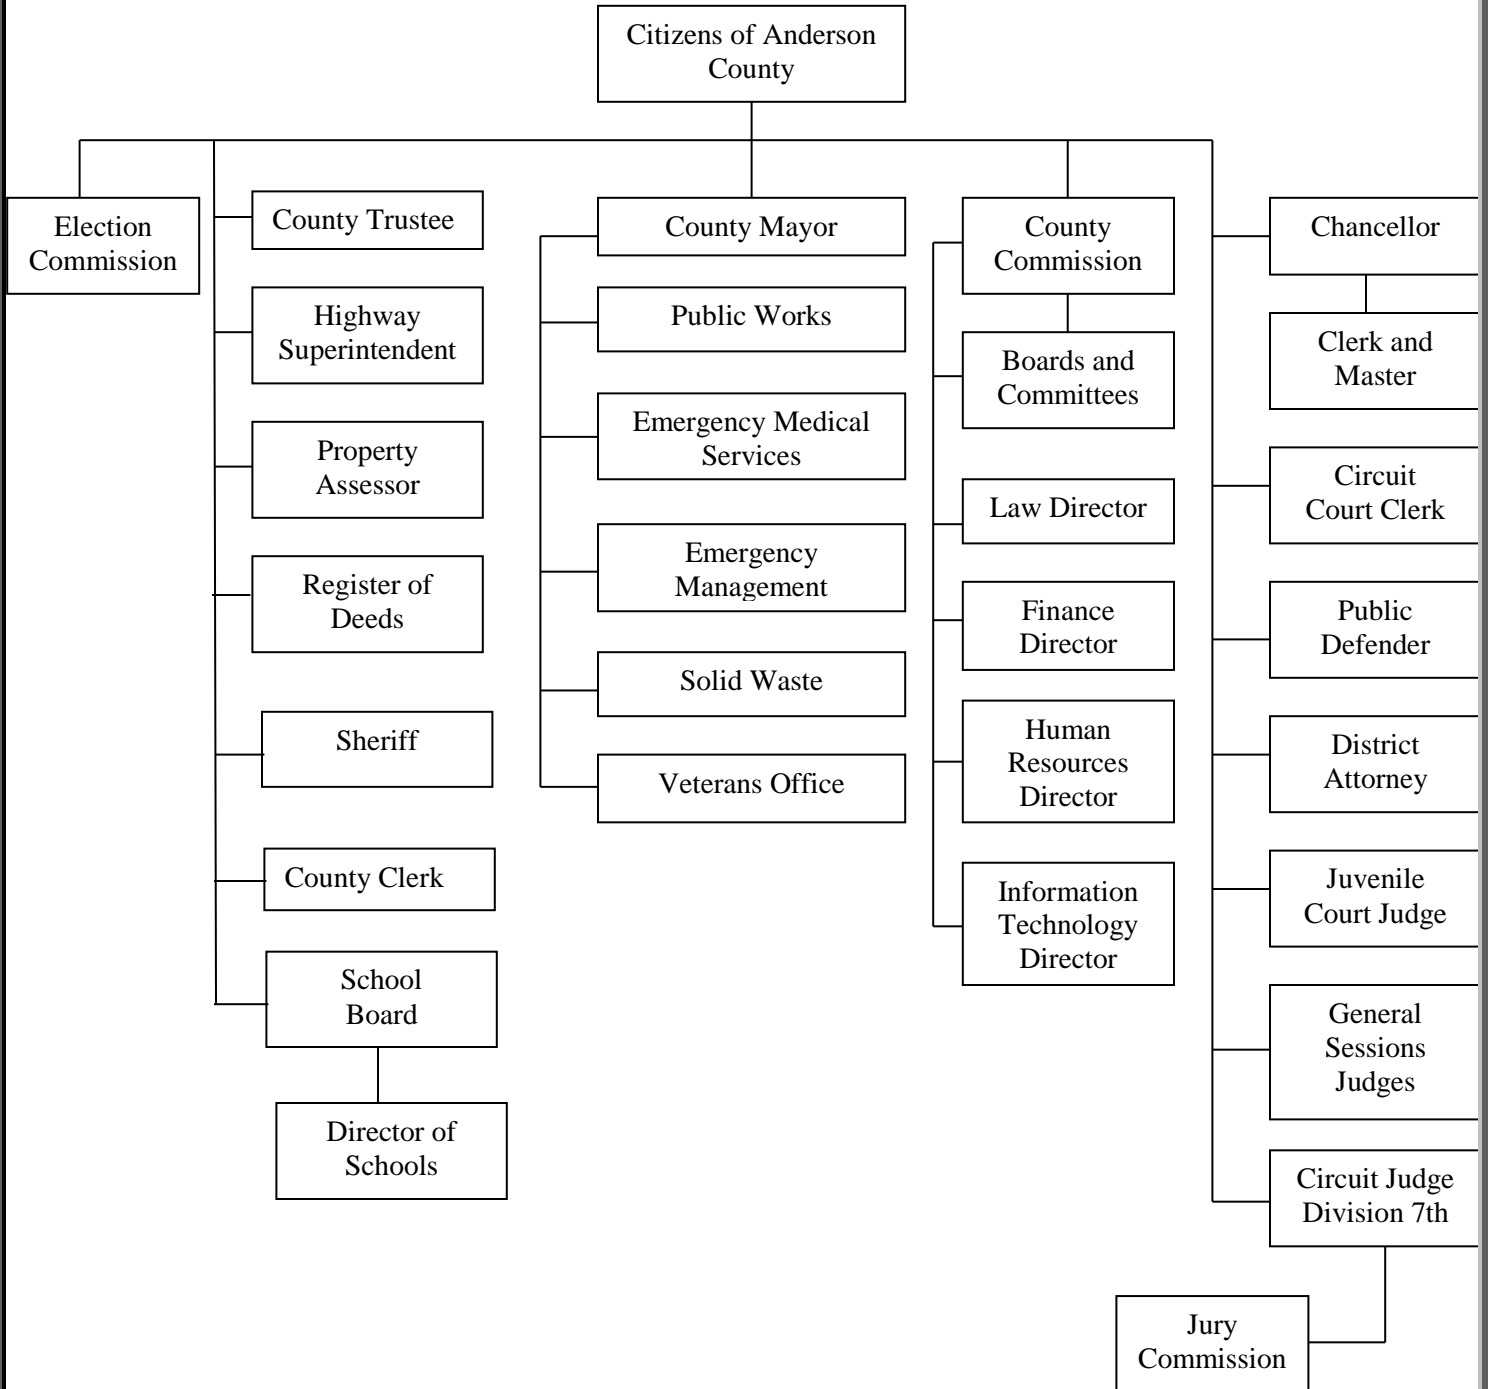 Citizens of Anderson
County
Election
Commission
County Trustee
Highway
Superintendent
Property
Assessor
Register of
Deeds
Sheriff
County Clerk
School
Board
Director of
Schools
County Mayor
Public Works
Emergency Medical
Services
Emergency
Management
Solid Waste
Veterans Office
County
Commission
Boards and
Committees
Law Director
Finance
Director
Human
Resources
Director
Information
Technology
Director
Chancellor
Clerk and
Master
Circuit
Court Clerk
Public
Defender
District
Attorney
Juvenile
Court Judge
General
Sessions
Judges
Circuit Judge
Division 7th
Jury
Commission